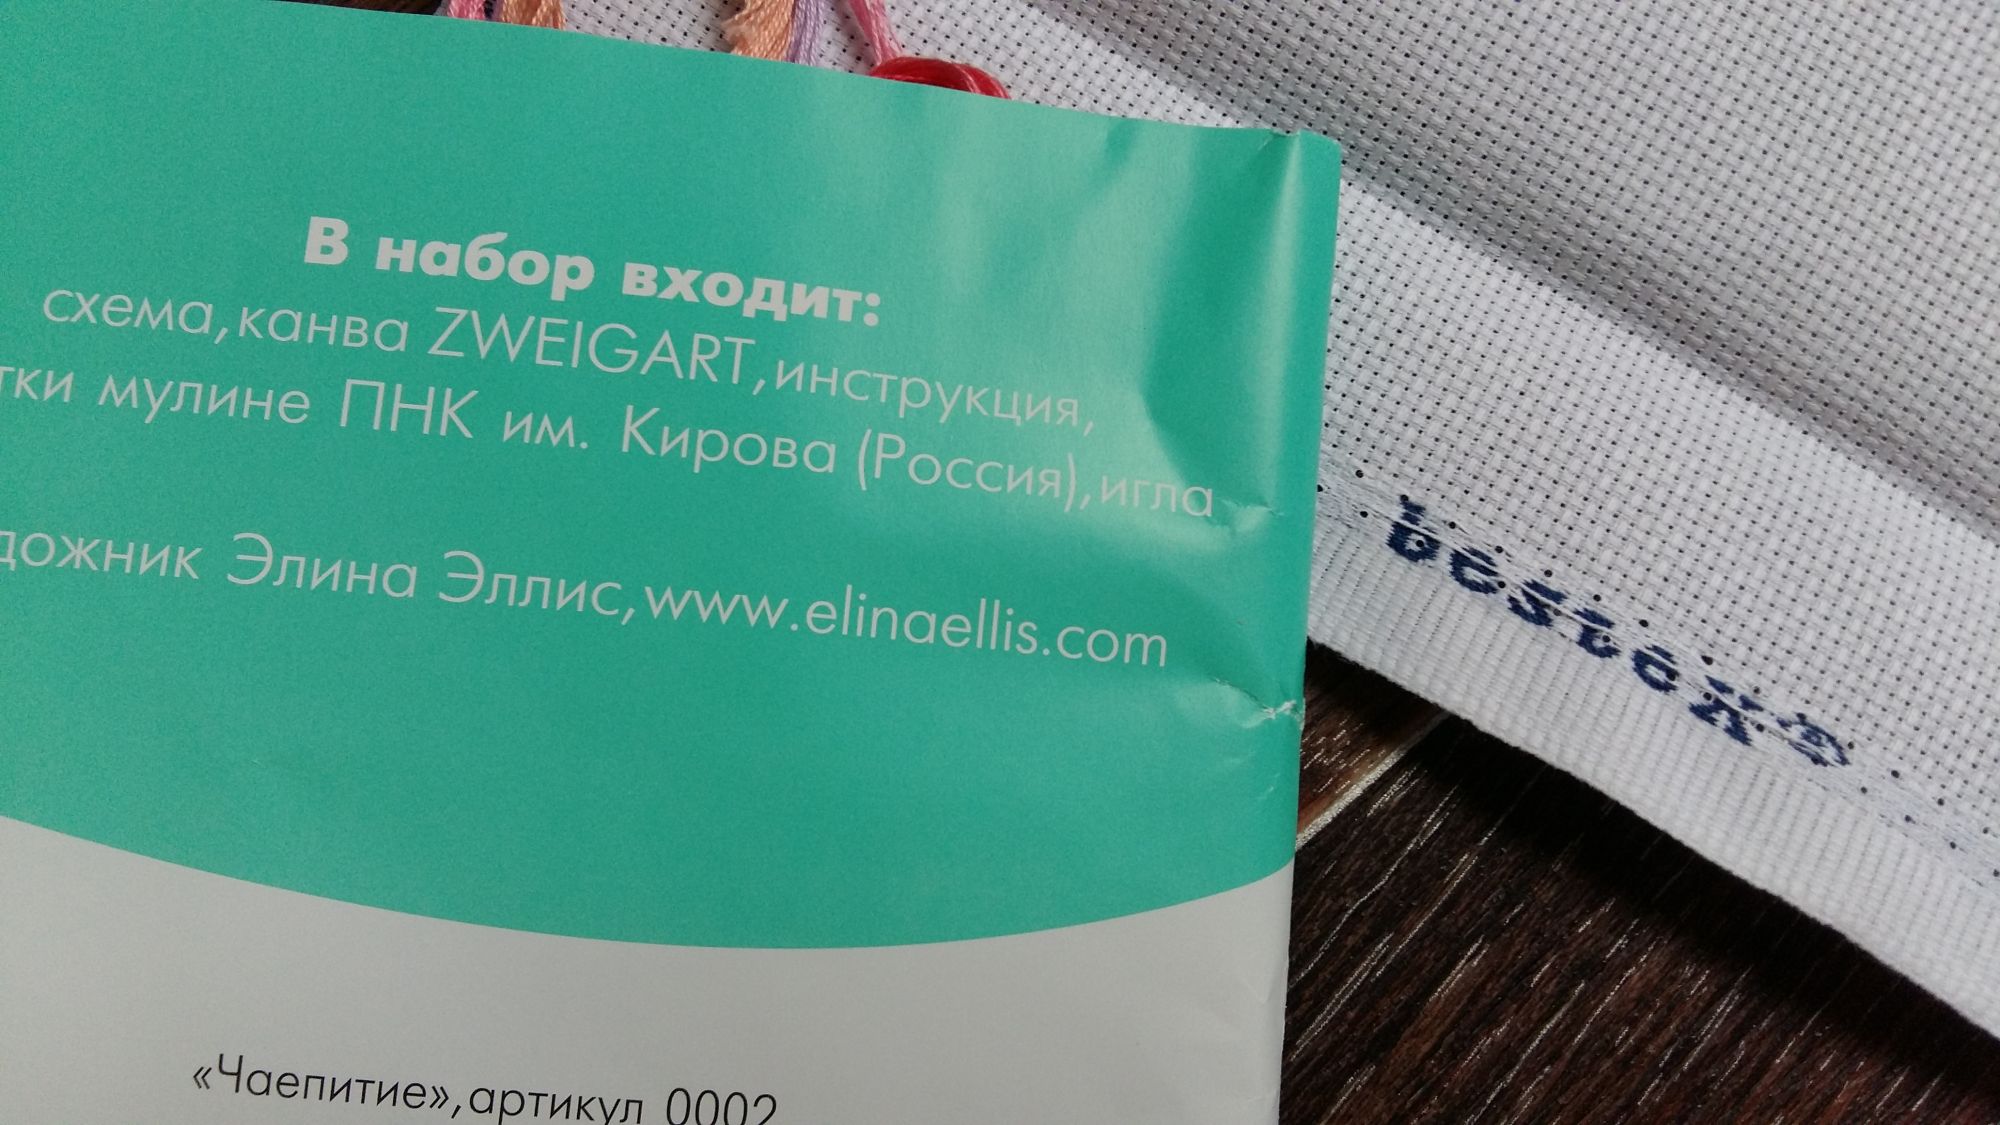 В набор входит:
схема,канва ZWEIGART,инструкция,
тки мулине ПНК им. Кирова (Россия),игла
дожник Элина Эллис,www.elinaellis.com
«Чаепитие»,артикул 0002
bestex®